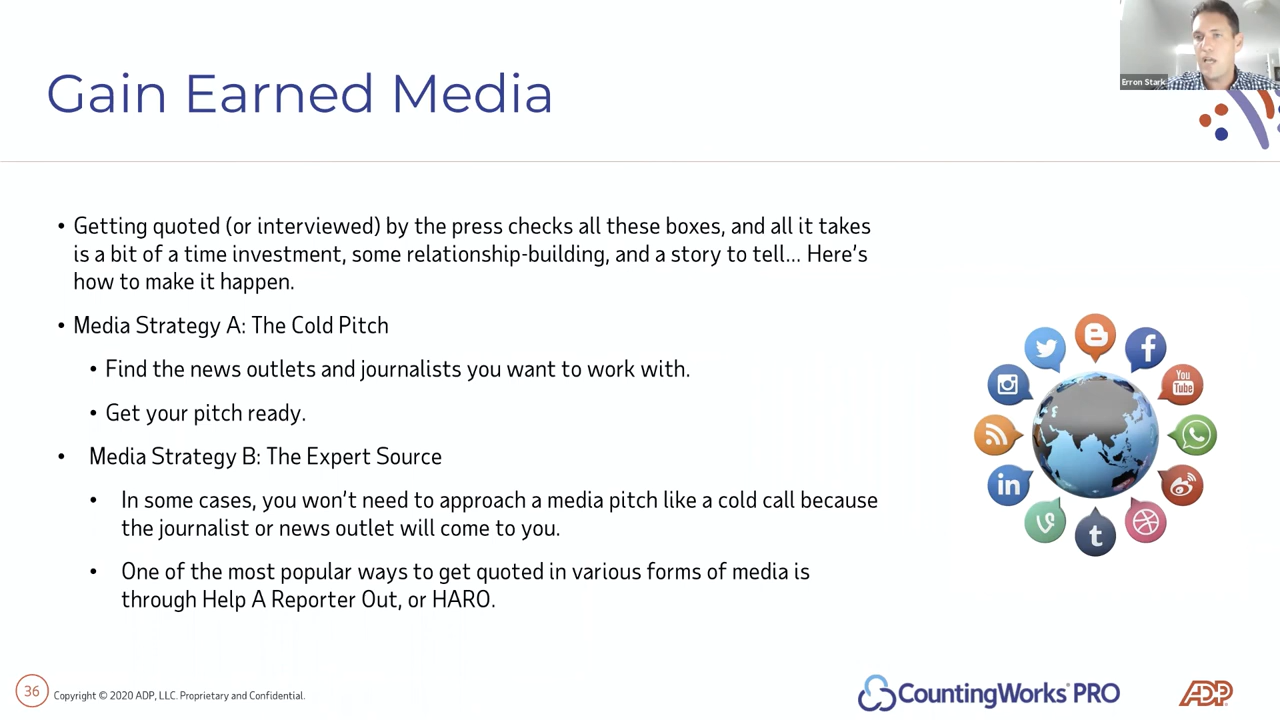 Gain Earned Media
Erron Stark
• Getting quoted (or interviewed) by the press checks all these boxes, and all it takes
is a bit of a time investment, some relationship-building, and a story to tell... Here’s
how to make it happen.
• Media Strategy A: The Cold Pitch
• Find the news outlets and journalists you want to work with.
• Get your pitch ready.
• Media Strategy B: The Expert Source
• In some cases, you won’t need to approach a media pitch like a cold call because
the journalist or news outlet will come to you.
• One of the most popular ways to get quoted in various forms of media is
through Help A Reporter Out, or HARO.
You
Tube
in
t
36
Copyright © 2020 ADP, LLC. Proprietary and Confidential.
CountingWorks PRO
ADP